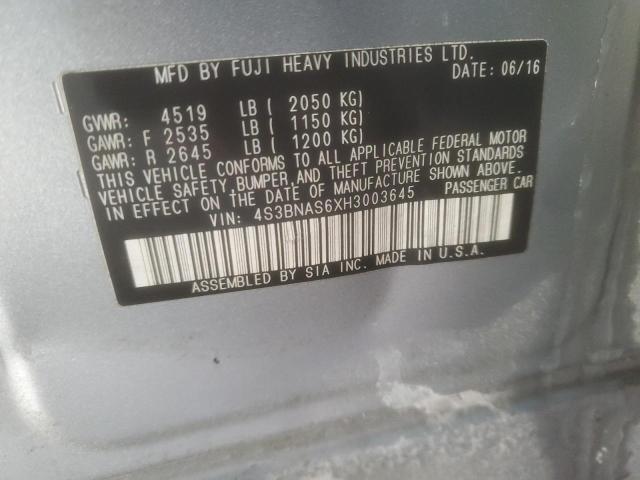 MFD BY FUJI HEAVY INDUSTRIES LTD.
DATE: 06/16
GVWR: 4519 LB ( 2050 KG)
GAWR: F 2535 LB ( 1150 KG)
GAWR: R 2645 LB ( 1200 KG)
THIS VEHICLE CONFORMS TO ALL APPLICABLE FEDERAL MOTOR
VEHICLE SAFETY, BUMPER, AND THEFT PREVENTION STANDARDS
IN EFFECT ON THE DATE OF MANUFACTURE SHOWN ABOVE.
VIN: 4S3BNAS6XH3003645 PASSENGER CAR
ASSEMBLED BY SIA INC. MADE IN U.S.A.